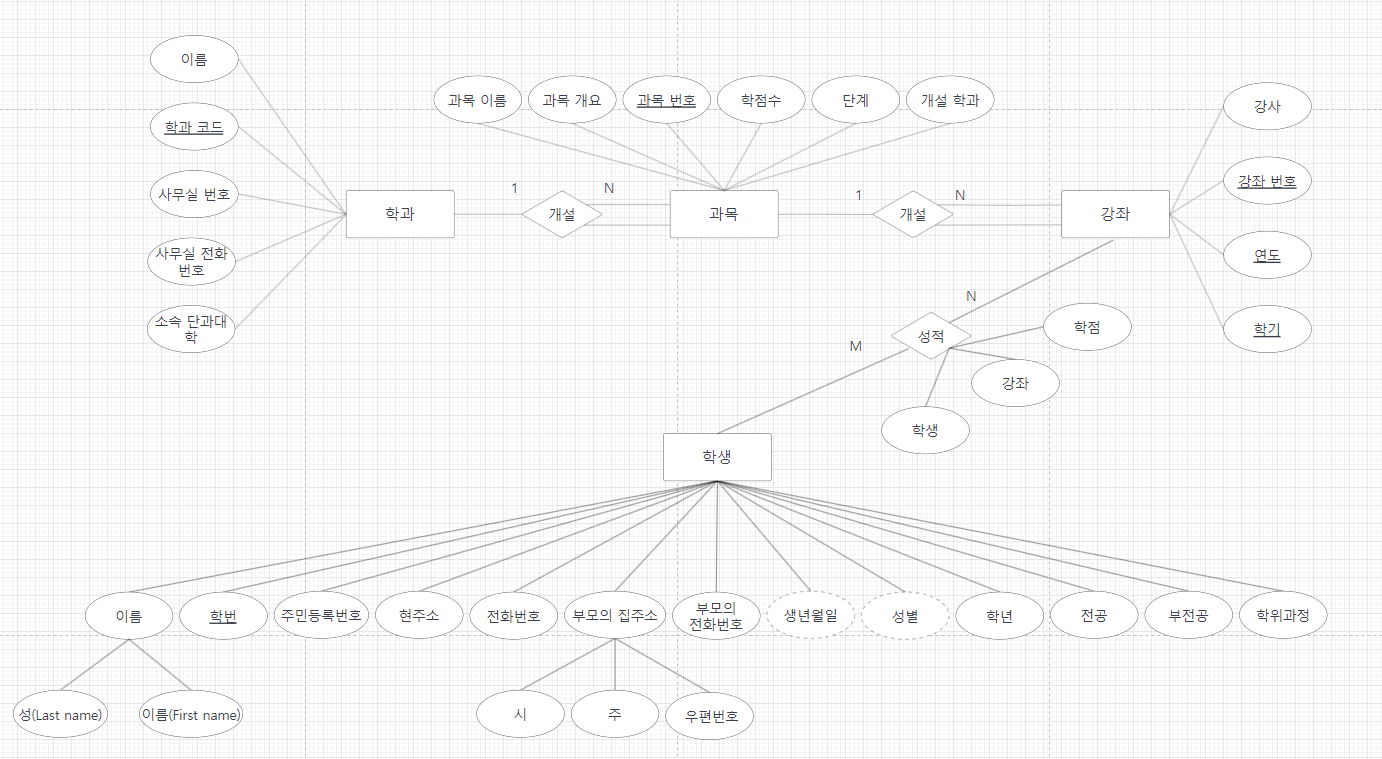 이름
학과 코드
사무실 번호
사무실 전화
번호
소속 단과대
학
과목 이름
과목 개요
과목 번호
학점수
단계
개설 학과
강사
강좌 번호
연도
학기
학과
1
개설
N
과목
1
개설
N
강좌
N
성적
M
학점
강좌
학생
학생
이름
학번
주민등록번호
현주소
전화번호
부모의 집주소
부모의
전화번호
생년월일
성별
학년
전공
부전공
학위과정
성(Last name)
이름(First name)
시
주
우편번호